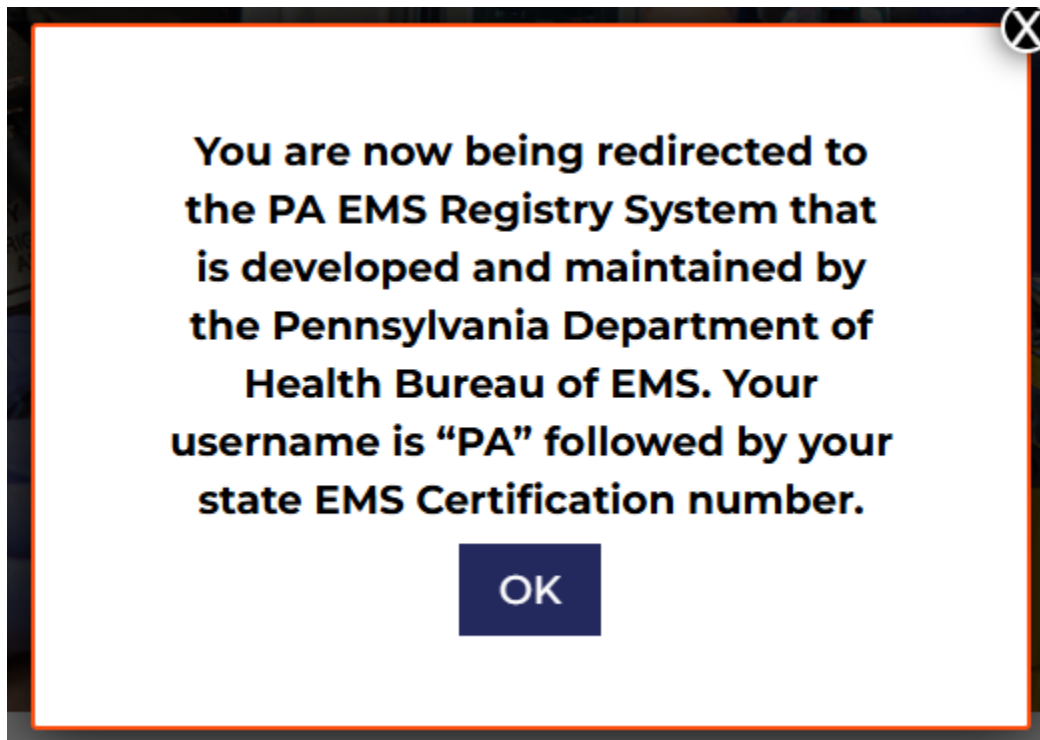 X
You are now being redirected to
the PA EMS Registry System that
is developed and maintained by
the Pennsylvania Department of
Health Bureau of EMS. Your
username is “PA” followed by your
state EMS Certification number.
OK